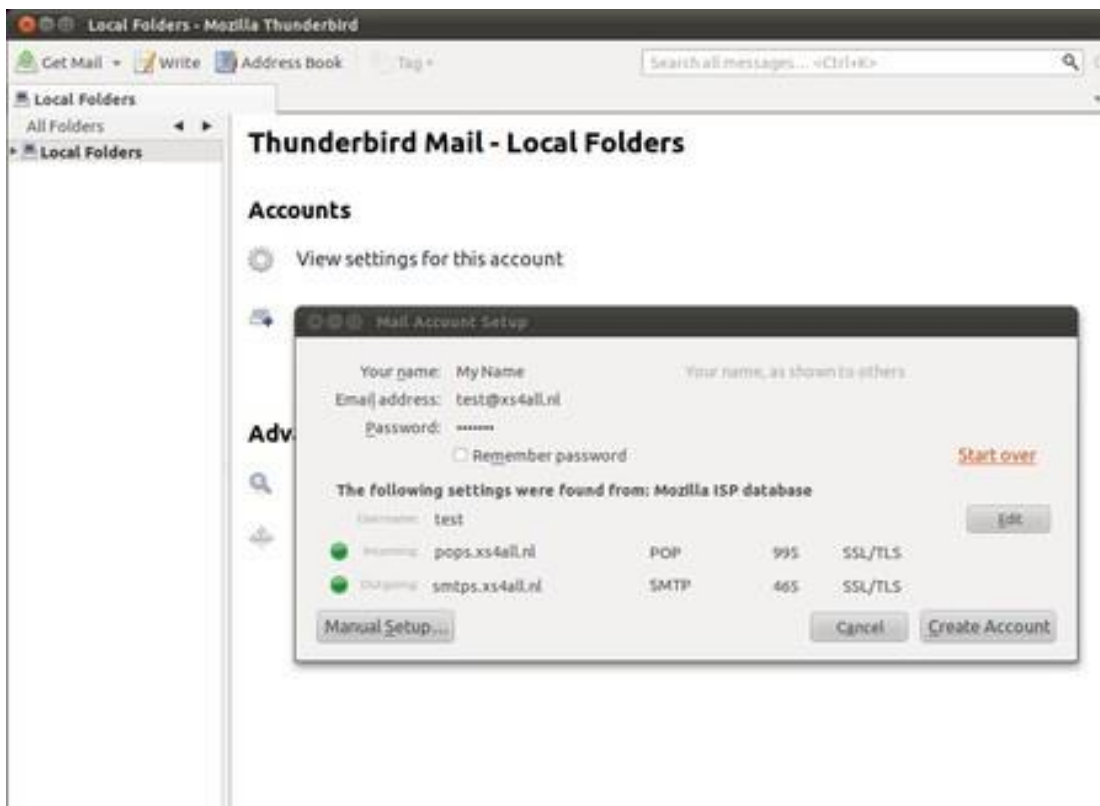 Local Folders - Mozilla Thunderbird
Get Mail Write Address Book Tag Search all messages... <Ctrl+K>
Local Folders
All Folders
Local Folders
Thunderbird Mail - Local Folders
Accounts
View settings for this account
Mail Account Setup
Your name: My Name Your name, as shown to others
Email address: test@xs4all.nl
Password: •••••••
Remember password
Start over
Adv
The following settings were found from: Mozilla ISP database
Username: test Edit
Incoming: pops.xs4all.nl POP 995 SSL/TLS
Outgoing: smtps.xs4all.nl SMTP 465 SSL/TLS
Manual Setup... Cancel Create Account